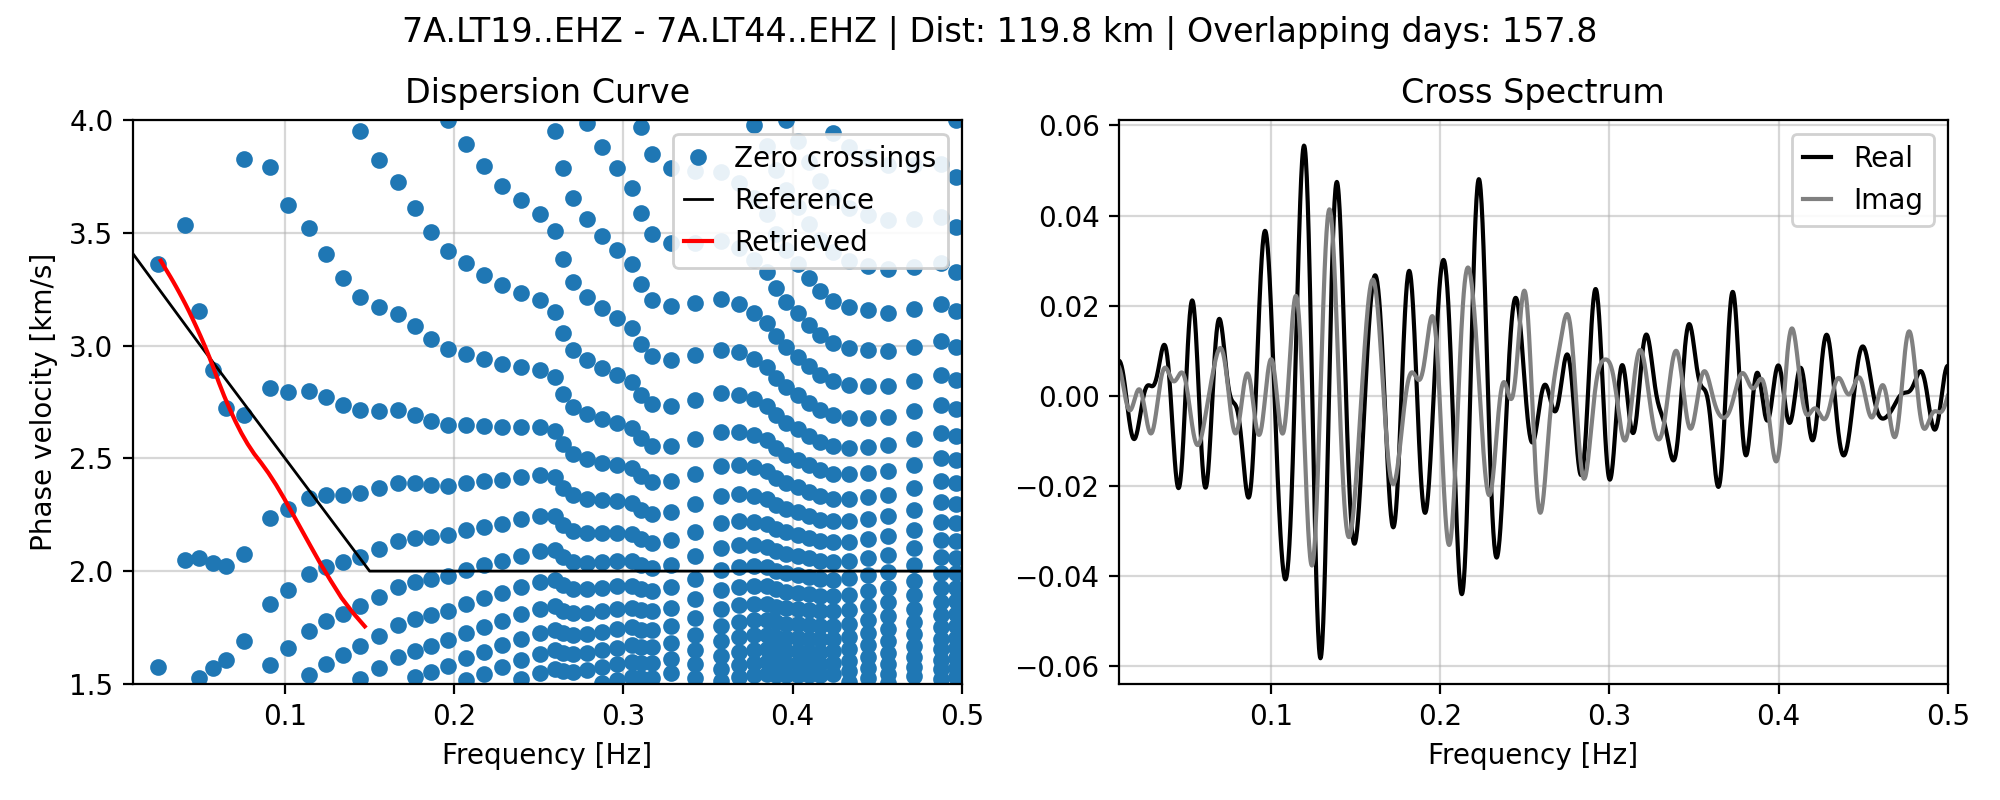 7A.LT19..EHZ - 7A.LT44..EHZ | Dist: 119.8 km | Overlapping days: 157.8
Dispersion Curve
Phase velocity [km/s]
4.0
3.5
3.0
2.5
2.0
1.5
0.1 0.2 0.3 0.4 0.5
Frequency [Hz]
Zero crossings
Reference
Retrieved
Cross Spectrum
0.06
0.04
0.02
0.00
−0.02
−0.04
−0.06
0.1 0.2 0.3 0.4 0.5
Frequency [Hz]
Real
Imag